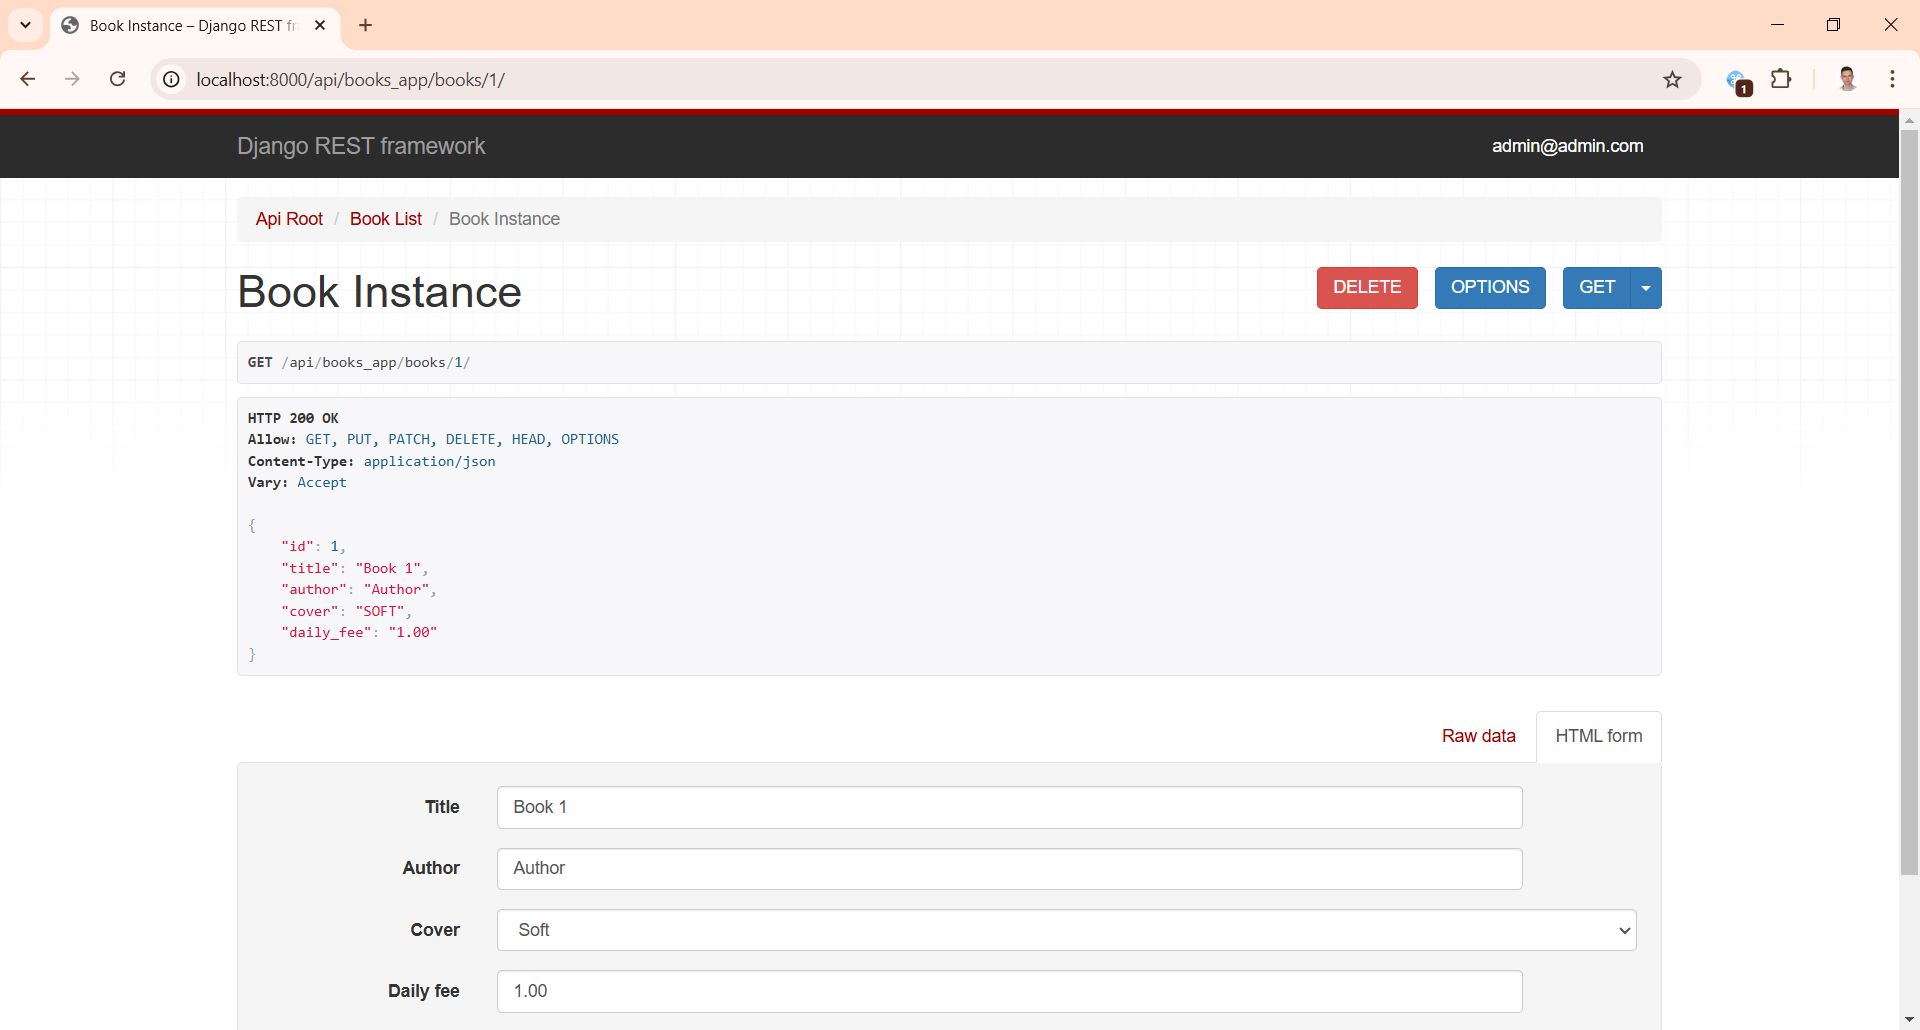 Book Instance – Django REST fr
localhost:8000/api/books_app/books/1/
1
Django REST framework
admin@admin.com
Api Root / Book List / Book Instance
Book Instance
DELETE
OPTIONS
GET
GET /api/books_app/books/1/
HTTP 200 OK
Allow: GET, PUT, PATCH, DELETE, HEAD, OPTIONS
Content-Type: application/json
Vary: Accept
{
"id": 1,
"title": "Book 1",
"author": "Author",
"cover": "SOFT",
"daily_fee": "1.00"
}
Raw data
HTML form
Title
Book 1
Author
Author
Cover
Soft
Daily fee
1.00